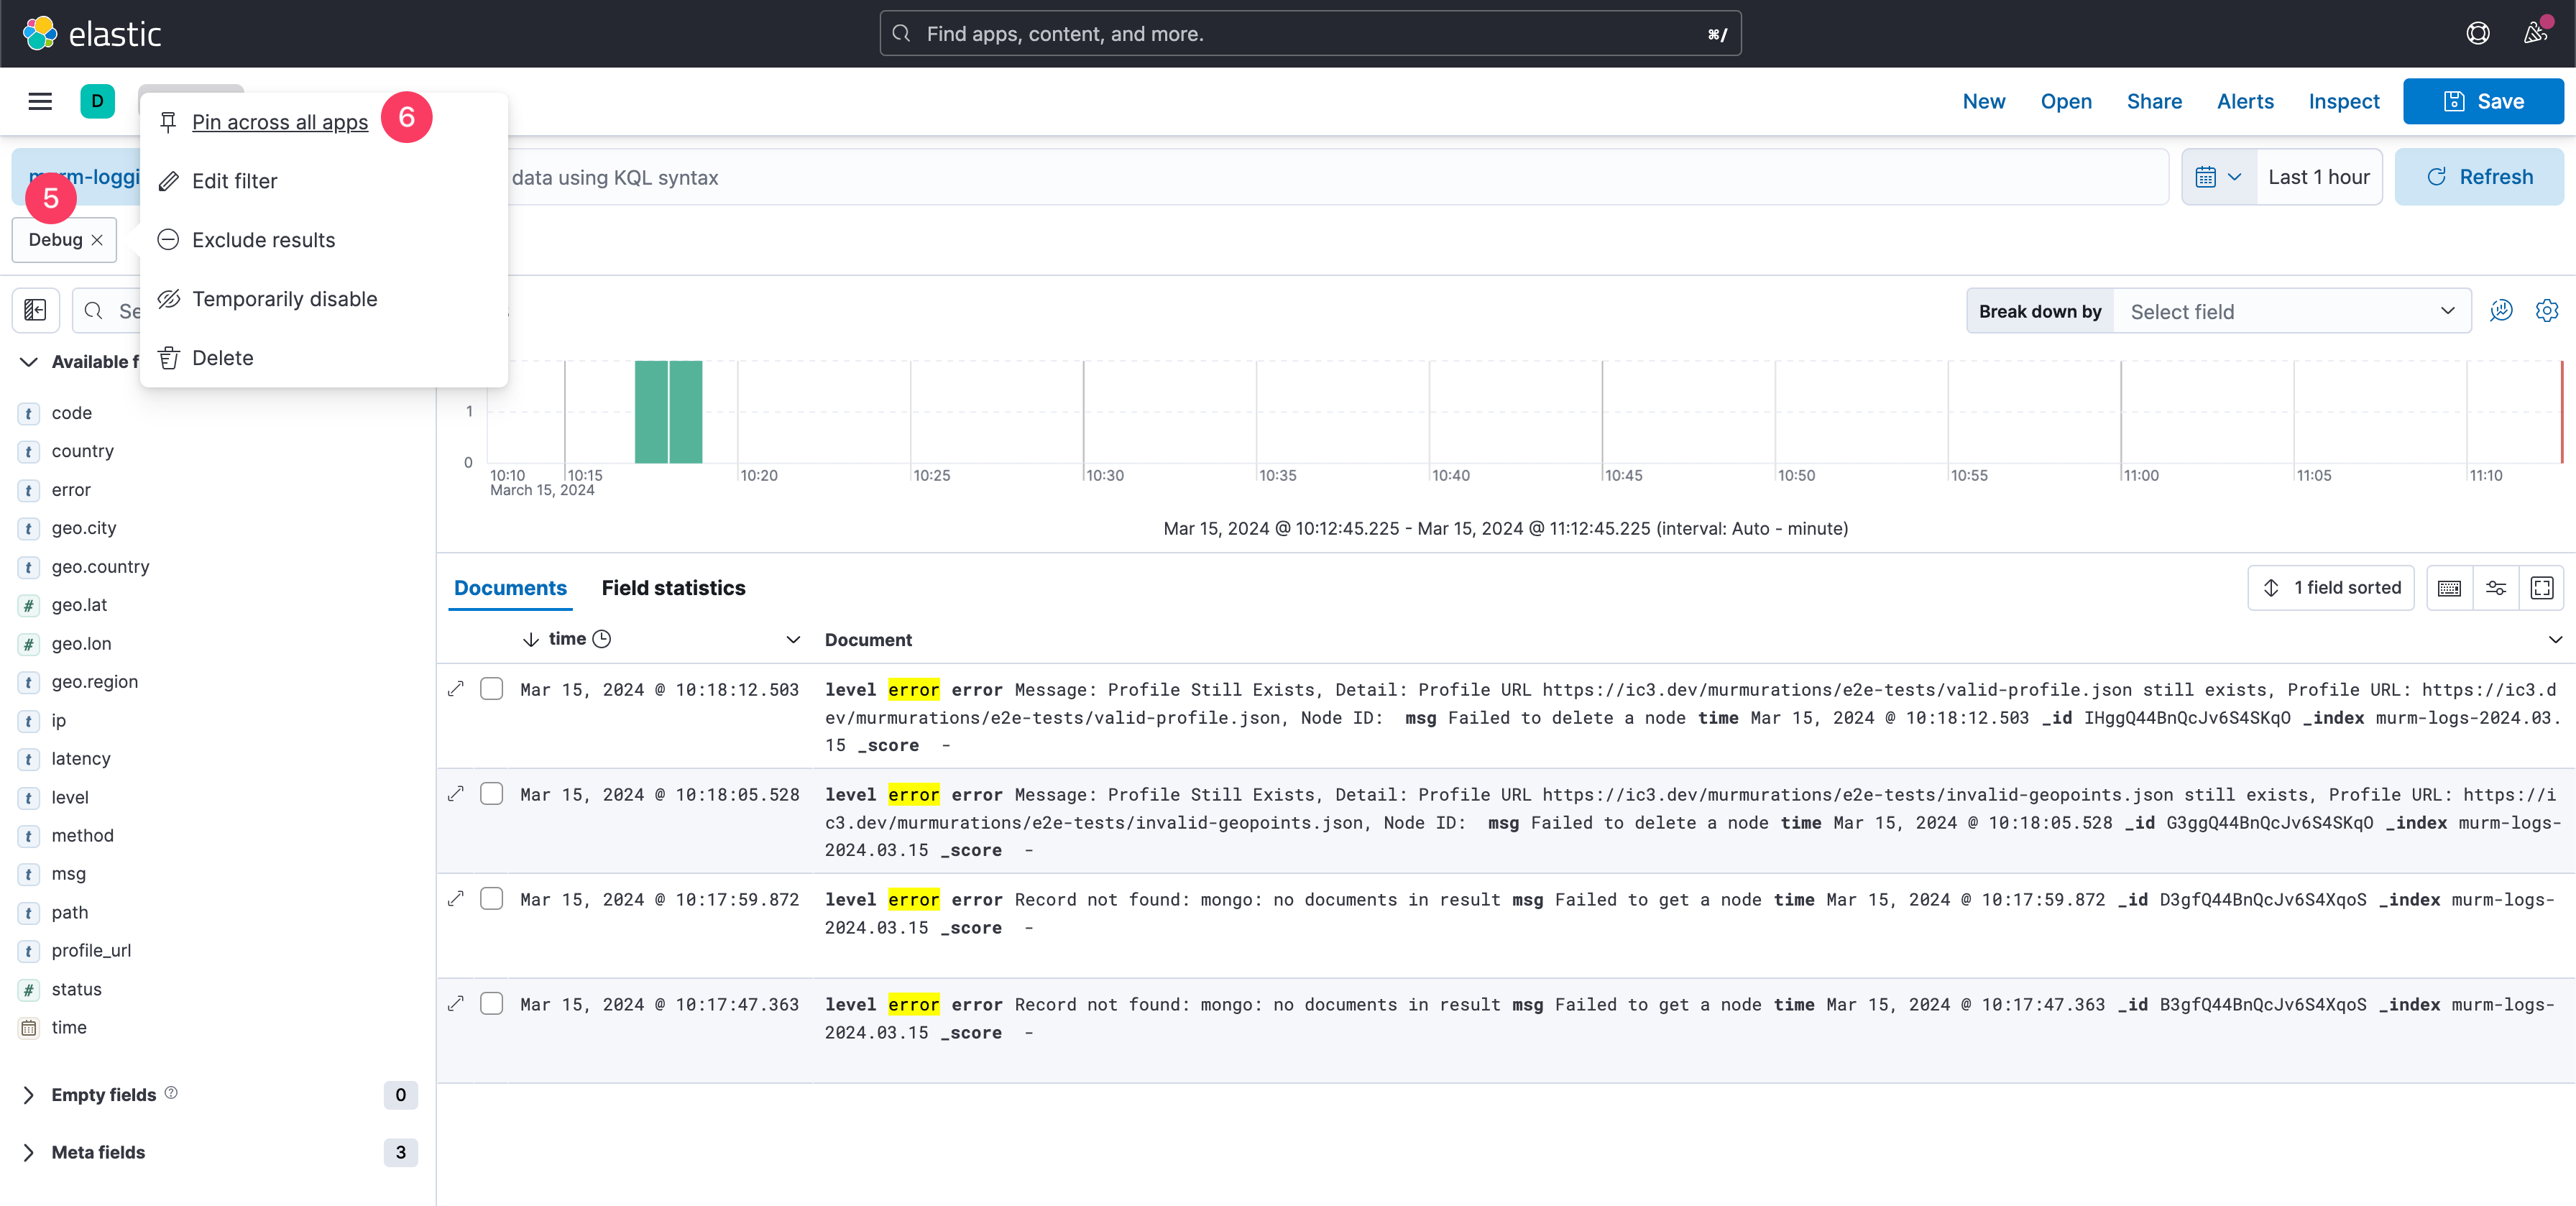 elastic
Find apps, content, and more.
⌘/
D
New
Open
Share
Alerts
Inspect
Save
Pin across all apps
6
Edit filter
Exclude results
Temporarily disable
Delete
5
data using KQL syntax
Last 1 hour
Refresh
Debug
Break down by
Select field
Available f
code
country
error
geo.city
geo.country
geo.lat
geo.lon
geo.region
ip
latency
level
method
msg
path
profile_url
status
time
Empty fields
0
Meta fields
3
1
0
10:10
10:15
10:20
10:25
10:30
10:35
10:40
10:45
10:50
10:55
11:00
11:05
11:10
March 15, 2024
Mar 15, 2024 @ 10:12:45.225 - Mar 15, 2024 @ 11:12:45.225 (interval: Auto - minute)
Documents
Field statistics
1 field sorted
time
Document
Mar 15, 2024 @ 10:18:12.503
level error error Message: Profile Still Exists, Detail: Profile URL https://ic3.dev/murmurations/e2e-tests/valid-profile.json still exists, Profile URL: https://ic3.d
ev/murmurations/e2e-tests/valid-profile.json, Node ID: msg Failed to delete a node time Mar 15, 2024 @ 10:18:12.503 _id IHggQ44BnQcJv6S4SKqO _index murm-logs-2024.03.
15 _score -
Mar 15, 2024 @ 10:18:05.528
level error error Message: Profile Still Exists, Detail: Profile URL https://ic3.dev/murmurations/e2e-tests/invalid-geopoints.json still exists, Profile URL: https://i
c3.dev/murmurations/e2e-tests/invalid-geopoints.json, Node ID: msg Failed to delete a node time Mar 15, 2024 @ 10:18:05.528 _id G3ggQ44BnQcJv6S4SKqO _index murm-logs-
2024.03.15 _score -
Mar 15, 2024 @ 10:17:59.872
level error error Record not found: mongo: no documents in result msg Failed to get a node time Mar 15, 2024 @ 10:17:59.872 _id D3gfQ44BnQcJv6S4XqoS _index murm-logs-
2024.03.15 _score -
Mar 15, 2024 @ 10:17:47.363
level error error Record not found: mongo: no documents in result msg Failed to get a node time Mar 15, 2024 @ 10:17:47.363 _id B3gfQ44BnQcJv6S4XqoS _index murm-logs-
2024.03.15 _score -